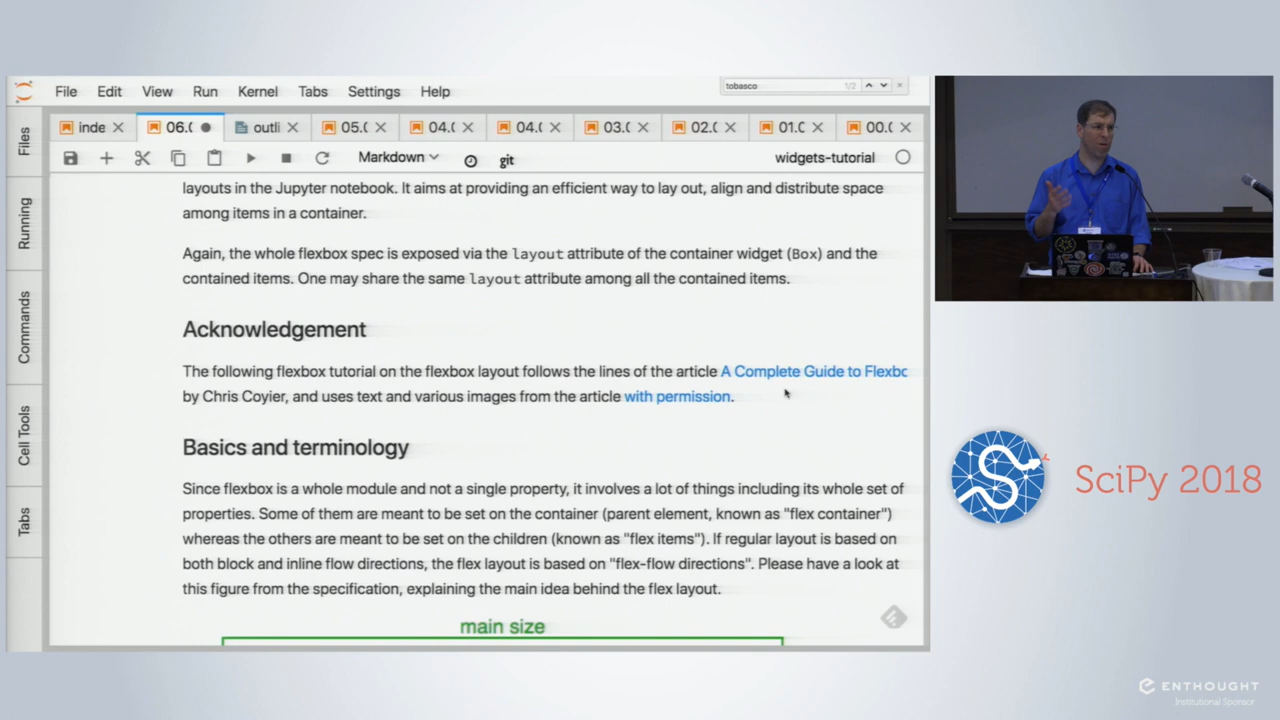 File Edit View Run Kernel Tabs Settings Help
tobasco 1/2
inde 06.( outli 05.( 04.( 04.( 03.( 02.( 01.( 00.(
Markdown git widgets-tutorial
Files
Running
Commands
Cell Tools
Tabs
layouts in the Jupyter notebook. It aims at providing an efficient way to lay out, align and distribute space
among items in a container.
Again, the whole flexbox spec is exposed via the layout attribute of the container widget (Box) and the
contained items. One may share the same layout attribute among all the contained items.
Acknowledgement
The following flexbox tutorial on the flexbox layout follows the lines of the article A Complete Guide to Flexbo
by Chris Coyier, and uses text and various images from the article with permission.
Basics and terminology
Since flexbox is a whole module and not a single property, it involves a lot of things including its whole set of
properties. Some of them are meant to be set on the container (parent element, known as "flex container")
whereas the others are meant to be set on the children (known as "flex items"). If regular layout is based on
both block and inline flow directions, the flex layout is based on "flex-flow directions". Please have a look at
this figure from the specification, explaining the main idea behind the flex layout.
main size
SciPy 2018
ENTHOUGHT
Institutional Sponsor